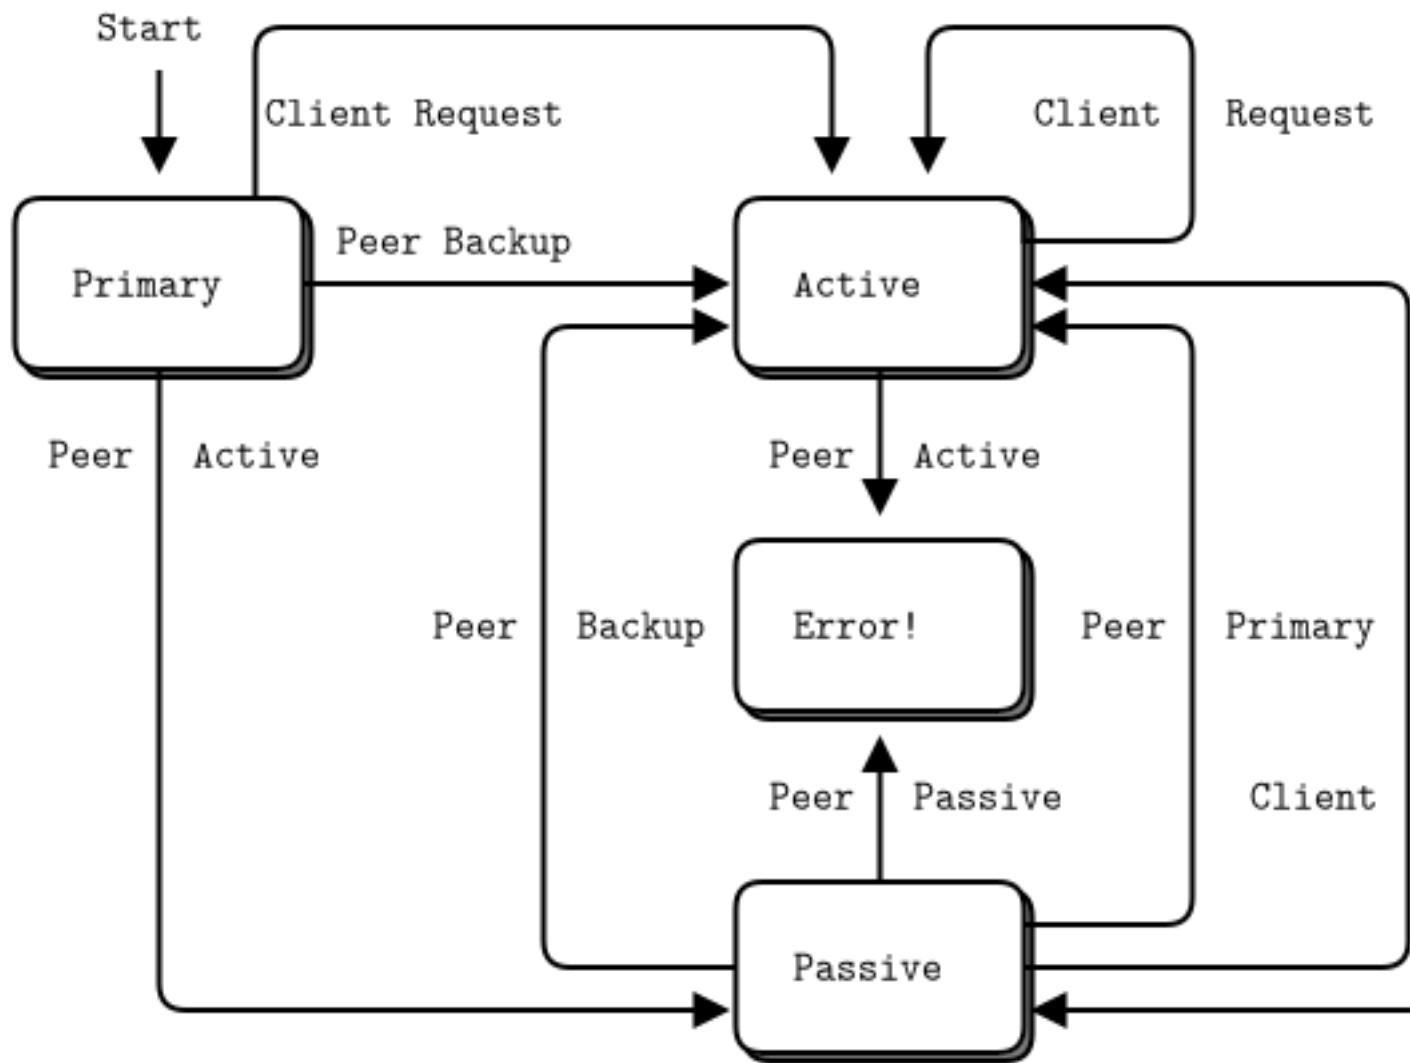 Start
Client Request
Client Request
Peer Backup
Primary
Active
Peer Active
Peer Active
Peer Backup
Error!
Peer Primary
Peer Passive
Client
Passive